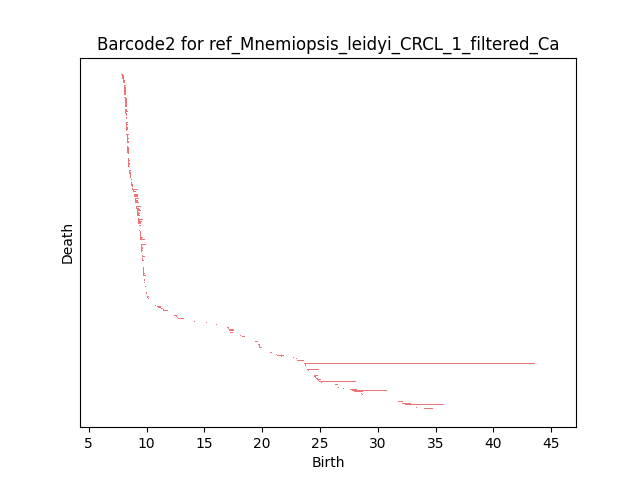 Barcode2 for ref_Mnemiopsis_leidyi_CRCL_1_filtered_Ca
Death
5 10 15 20 25 30 35 40 45
Birth